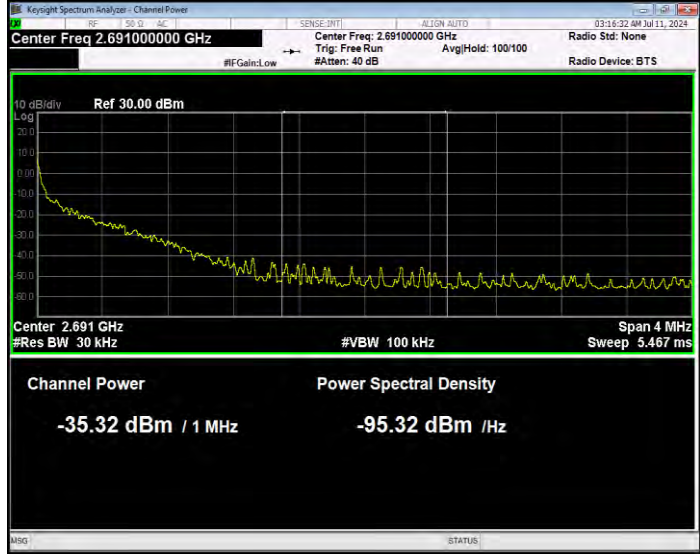 Keysight Spectrum Analyzer - Channel Power
RF 50 Ω AC SENSE:INT ALIGN AUTO 03:16:32 AM Jul 11, 2024
Center Freq 2.691000000 GHz
Center Freq: 2.691000000 GHz Radio Std: None
Trig: Free Run Avg|Hold: 100/100
#IFGain:Low #Atten: 40 dB Radio Device: BTS
10 dB/div Ref 30.00 dBm
Log
20.0
10.0
0.00
-10.0
-20.0
-30.0
-40.0
-50.0
-60.0
Center 2.691 GHz Span 4 MHz
#Res BW 30 kHz #VBW 100 kHz Sweep 5.467 ms
Channel Power Power Spectral Density
-35.32 dBm / 1 MHz -95.32 dBm /Hz
MSG STATUS